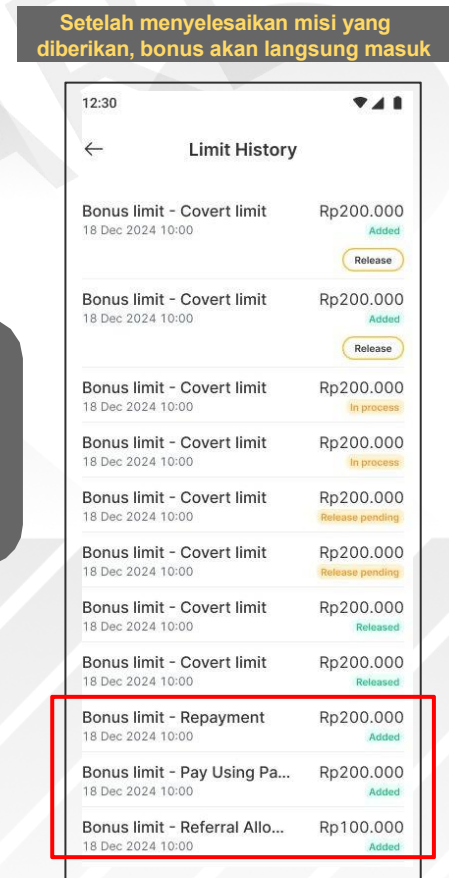 Setelah menyelesaikan misi yang
diberikan, bonus akan langsung masuk
12:30
Limit History
Bonus limit - Covert limit Rp200.000
18 Dec 2024 10:00 Added
Release
Bonus limit - Covert limit Rp200.000
18 Dec 2024 10:00 Added
Release
Bonus limit - Covert limit Rp200.000
18 Dec 2024 10:00 In process
Bonus limit - Covert limit Rp200.000
18 Dec 2024 10:00 In process
Bonus limit - Covert limit Rp200.000
18 Dec 2024 10:00 Release pending
Bonus limit - Covert limit Rp200.000
18 Dec 2024 10:00 Release pending
Bonus limit - Covert limit Rp200.000
18 Dec 2024 10:00 Released
Bonus limit - Covert limit Rp200.000
18 Dec 2024 10:00 Released
Bonus limit - Repayment Rp200.000
18 Dec 2024 10:00 Added
Bonus limit - Pay Using Pa... Rp200.000
18 Dec 2024 10:00 Added
Bonus limit - Referral Allo... Rp100.000
18 Dec 2024 10:00 Added